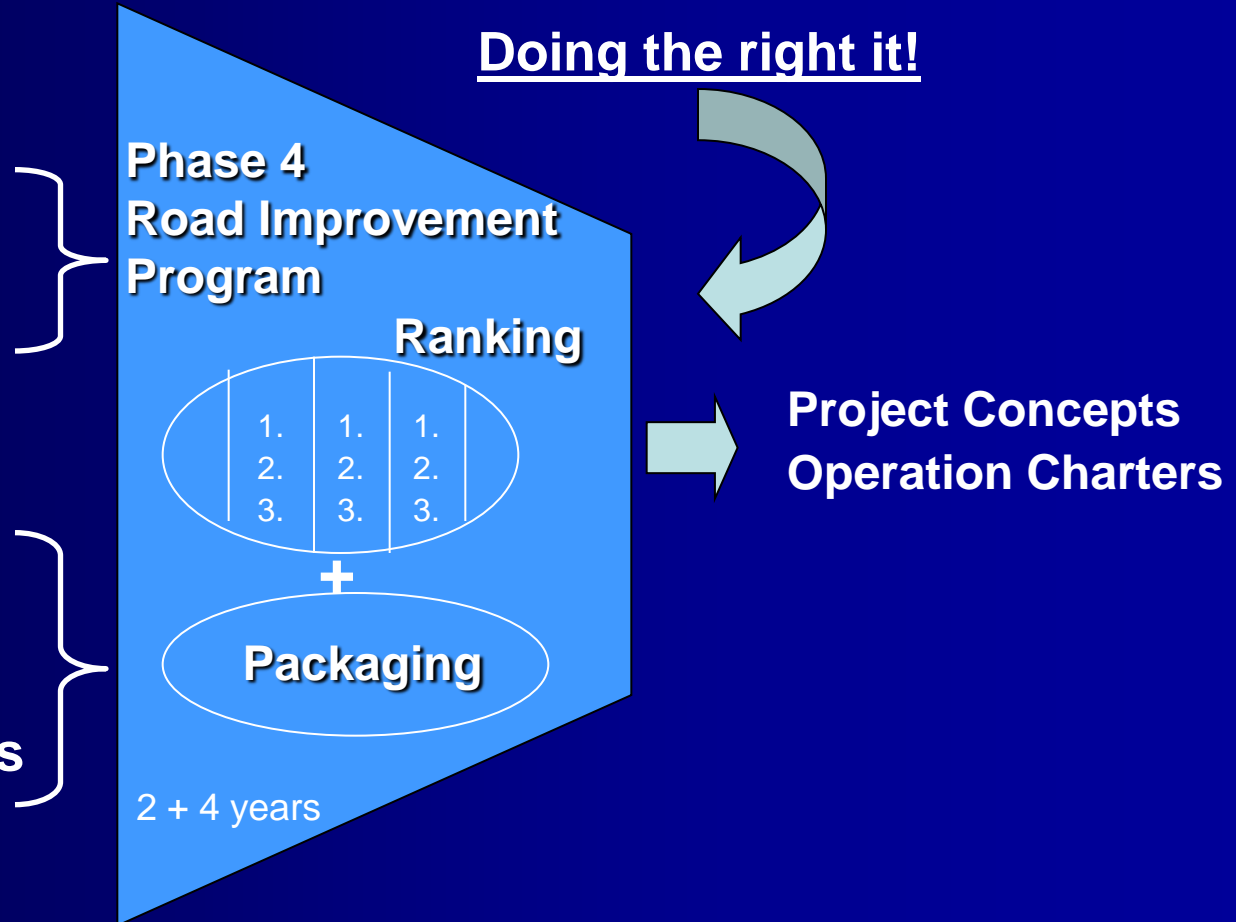 Doing the right it!
Phase 4
Road Improvement
Program
Ranking
1. 1. 1.
2. 2. 2.
3. 3. 3.
+
Packaging
2 + 4 years
Project Concepts
Operation Charters